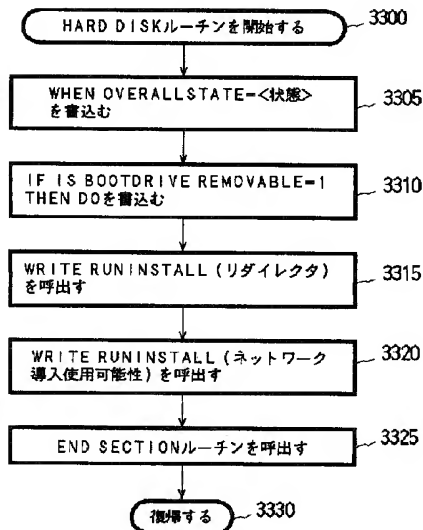 HARD DISKルーチンを開始する
3300
WHEN OVERALLSTATE=<状態>
を書込む
3305
IF IS BOOTDRIVE REMOVABLE=1
THEN DOを書込む
3310
WRITE RUNINSTALL (リダイレクタ)
を呼出す
3315
WRITE RUNINSTALL (ネットワーク
導入使用可能性) を呼出す
3320
END SECTIONルーチンを呼出す
3325
復帰する
3330